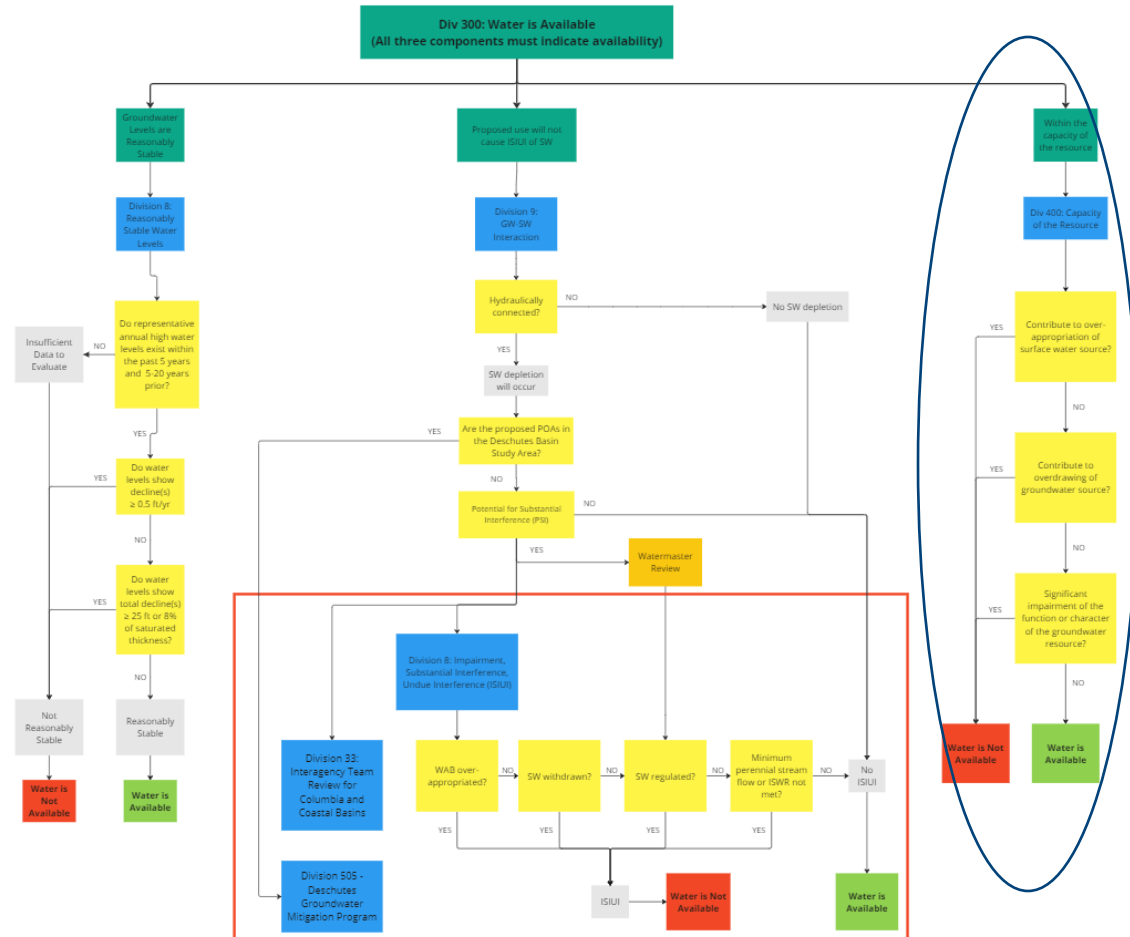 Div 300: Water is Available
(All three components must indicate availability)
Groundwater
Levels are
Reasonably
Stable
Division 8:
Reasonably
Stable Water
Levels
Do representative
annual high water
levels exist within
the past 5 years
and 5-20 years
prior?
NO
Insufficient
Data to
Evaluate
YES
Do water
levels show
decline(s)
≥ 0.5 ft/yr
YES
NO
Do water
levels show
total decline(s)
≥ 25 ft or 8%
of saturated
thickness?
YES
NO
Not
Reasonably
Stable
Reasonably
Stable
Water is
Not
Available
Water is
Available
Proposed use will not
cause ISIUI of SW
Division 9:
GW-SW
Interaction
Hydraulically
connected?
NO
No SW depletion
YES
SW depletion
will occur
Are the proposed POAs in
the Deschutes Basin
Study Area?
YES
NO
Potential for Substantial
Interference (PSI)
NO
YES
Watermaster
Review
Division 8: Impairment,
Substantial Interference,
Undue Interference (ISIUI)
Division 33:
Interagency Team
Review for
Columbia and
Coastal Basins
WAB over-
appropriated?
NO
SW withdrawn?
NO
SW regulated?
NO
Minimum
perennial stream
flow or ISWR not
met?
NO
No
ISIUI
YES
YES
YES
YES
Division 505 -
Deschutes
Groundwater
Mitigation Program
ISIUI
Water is Not
Available
Water is
Available
Within the
capacity of
the resource
Div 400: Capacity
of the Resource
Contribute to over-
appropriation of
surface water source?
YES
NO
Contribute to
overdrawing of
groundwater source?
YES
NO
Significant
impairment of the
function or character
of the groundwater
resource?
YES
NO
Water is Not
Available
Water is
Available